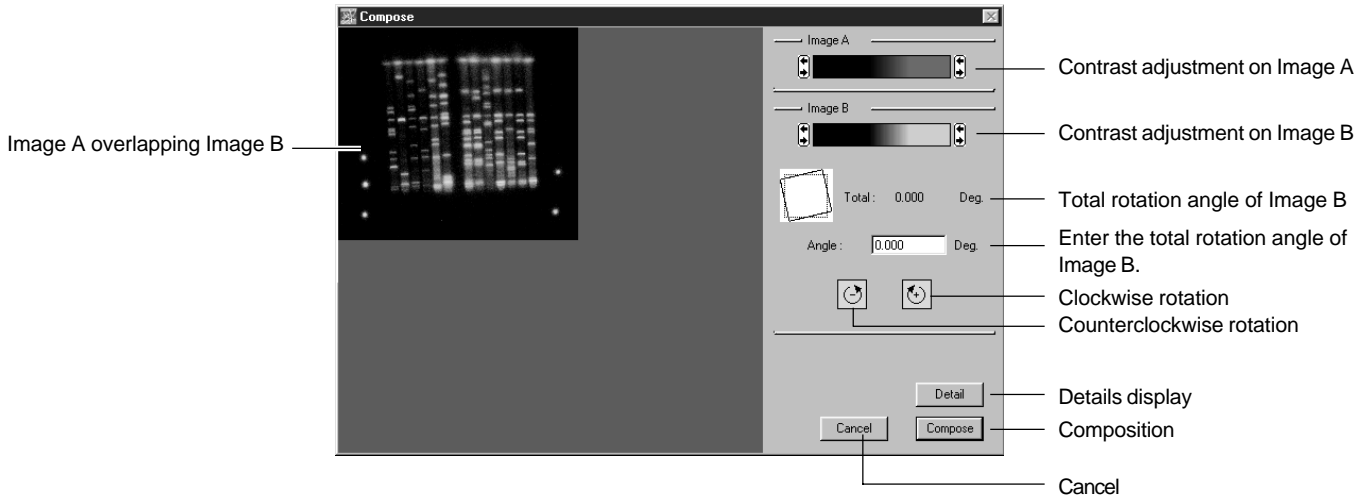 Compose
Image A
Contrast adjustment on Image A
Image B
Contrast adjustment on Image B
Image A overlapping Image B
Total : 0.000 Deg.
Total rotation angle of Image B
Angle : 0.000 Deg.
Enter the total rotation angle of
Image B.
- +
Clockwise rotation
Counterclockwise rotation
Detail
Details display
Cancel Compose
Composition
Cancel